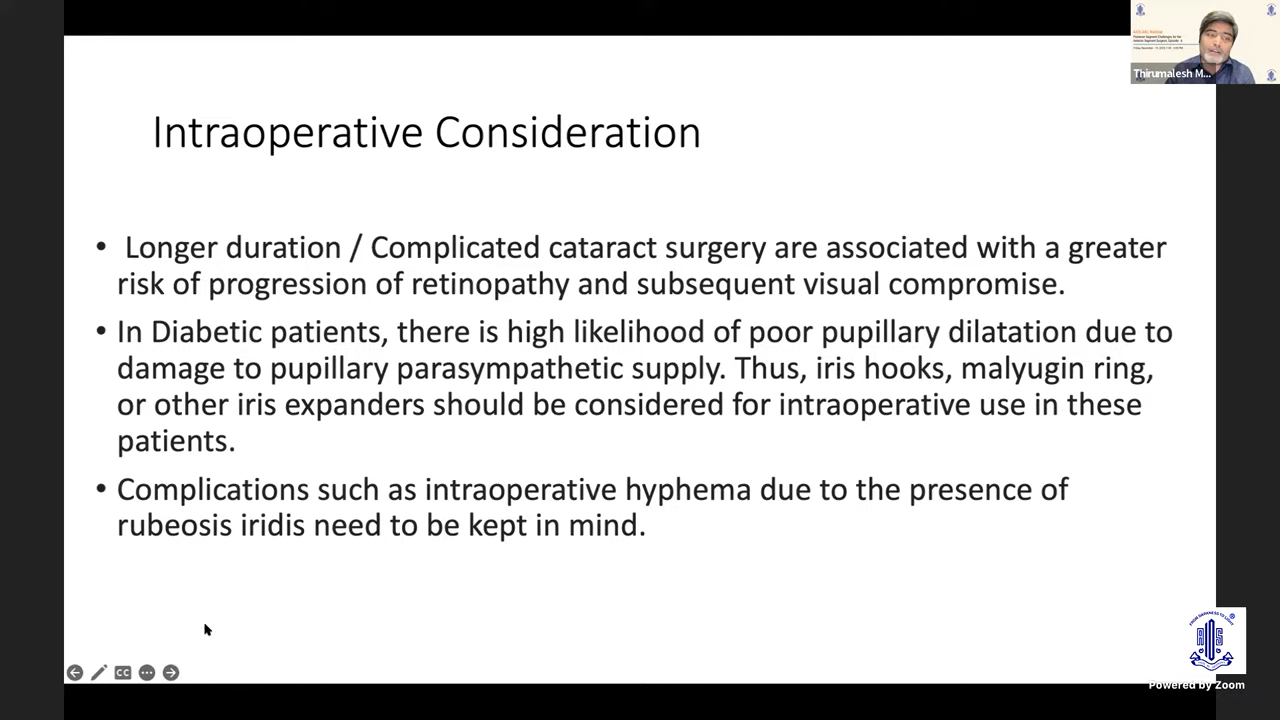 Intraoperative Consideration
• Longer duration / Complicated cataract surgery are associated with a greater
risk of progression of retinopathy and subsequent visual compromise.
• In Diabetic patients, there is high likelihood of poor pupillary dilatation due to
damage to pupillary parasympathetic supply. Thus, iris hooks, malyugin ring,
or other iris expanders should be considered for intraoperative use in these
patients.
• Complications such as intraoperative hyphema due to the presence of
rubeosis iridis need to be kept in mind.
Thirumalesh M...
CC
Powered by Zoom